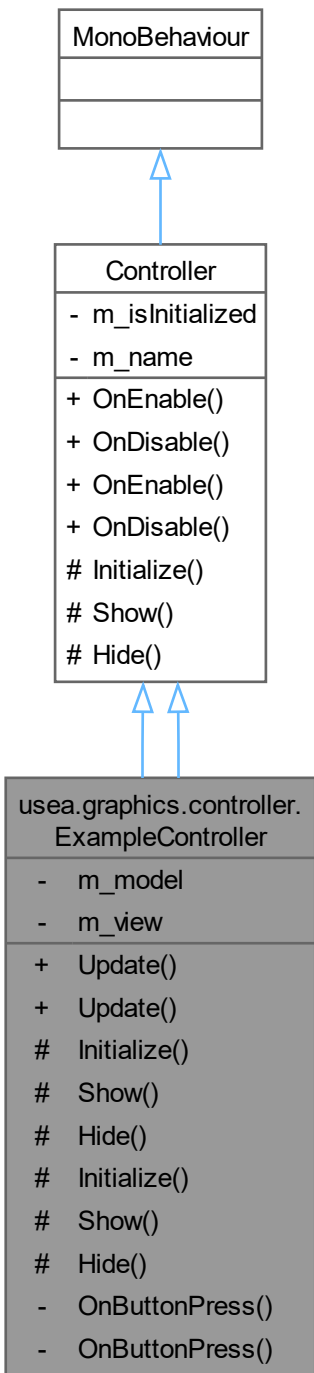 MonoBehaviour
Controller
- m_isInitialized
- m_name
+ OnEnable()
+ OnDisable()
+ OnEnable()
+ OnDisable()
# Initialize()
# Show()
# Hide()
usea.graphics.controller.
ExampleController
- m_model
- m_view
+ Update()
+ Update()
# Initialize()
# Show()
# Hide()
# Initialize()
# Show()
# Hide()
- OnButtonPress()
- OnButtonPress()